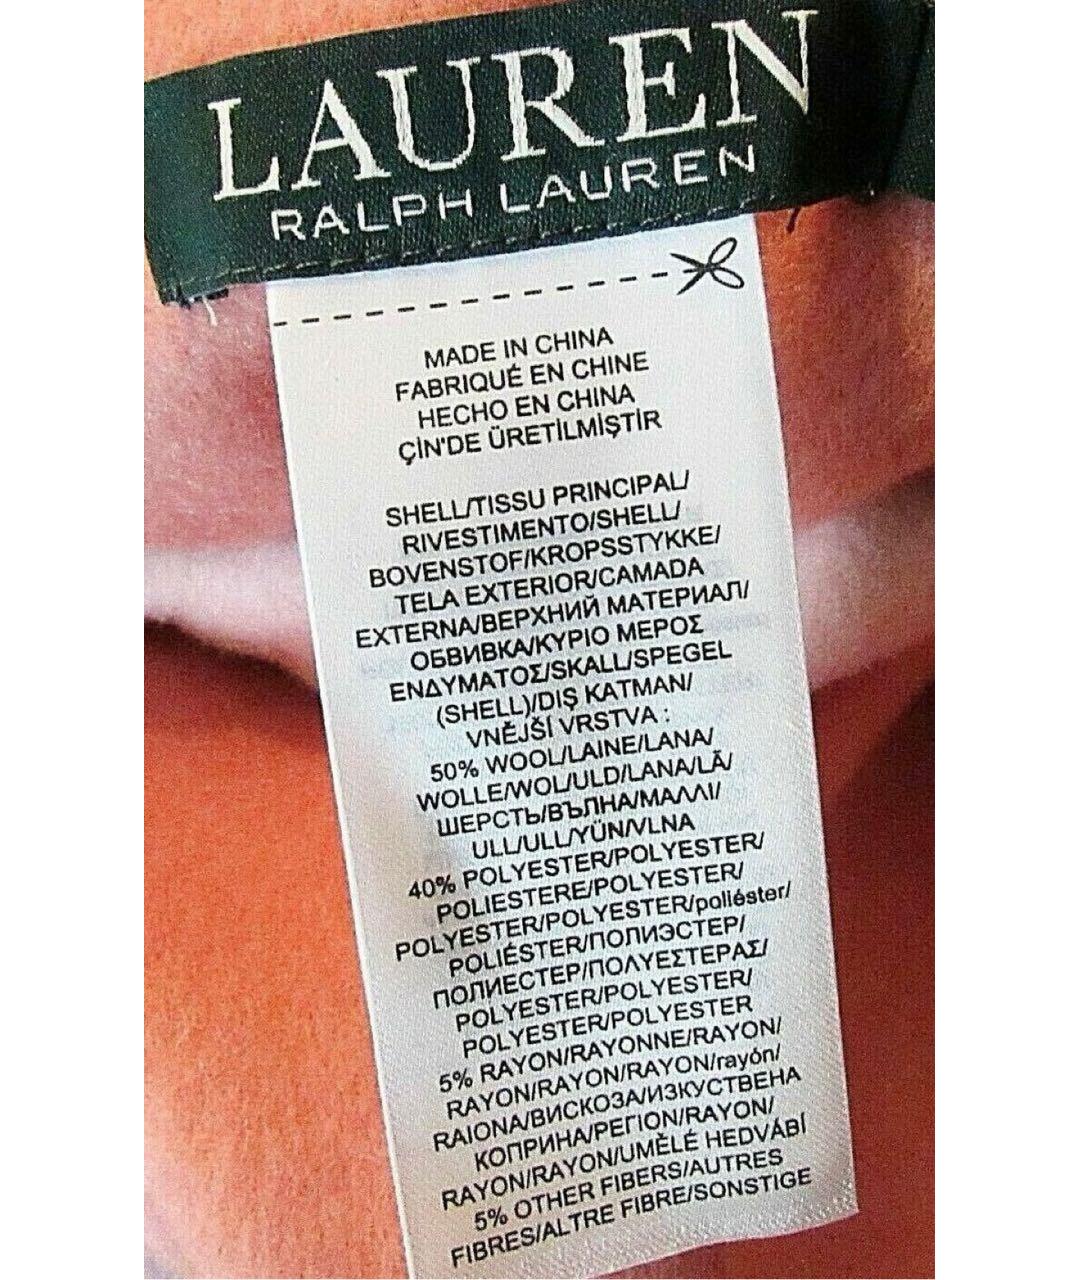 LAUREN
RALPH LAUREN
MADE IN CHINA
FABRIQUÉ EN CHINE
HECHO EN CHINA
ÇİN'DE ÜRETİLMİŞTİR
SHELL/TISSU PRINCIPAL/
RIVESTIMENTO/SHELL/
BOVENSTOF/KROPSSTYKKE/
TELA EXTERIOR/CAMADA
EXTERNA/ВЕРХНИЙ МАТЕРИАЛ/
ОБВИВКА/ΚΥΡΙΟ ΜΕΡΟΣ
ΕΝΔΥΜΑΤΟΣ/SKALL/SPEGEL
(SHELL)/DIŞ KATMAN/
VNĚJŠÍ VRSTVA :
50% WOOL/LAINE/LANA/
WOLLE/WOL/ULD/LANA/LÃ/
ШЕРСТЬ/ВЪЛНА/ΜΑΛΛΙ/
ULL/ULL/YÜN/VLNA
40% POLYESTER/POLYESTER/
POLIESTERE/POLYESTER/
POLYESTER/POLYESTER/poliéster/
POLIÉSTER/ПОЛИЭСТЕР/
ПОЛИЕСТЕР/ΠΟΛΥΕΣΤΕΡΑΣ/
POLYESTER/POLYESTER/
POLYESTER/POLYESTER
5% RAYON/RAYONNE/RAYON/
RAYON/RAYON/RAYON/rayón/
RAIONA/ВИСКОЗА/ИЗКУСТВЕНА
КОПРИНА/ΡΕΓΙΟΝ/RAYON/
RAYON/RAYON/UMĚLÉ HEDVÁBÍ
5% OTHER FIBERS/AUTRES
FIBRES/ALTRE FIBRE/SONSTIGE